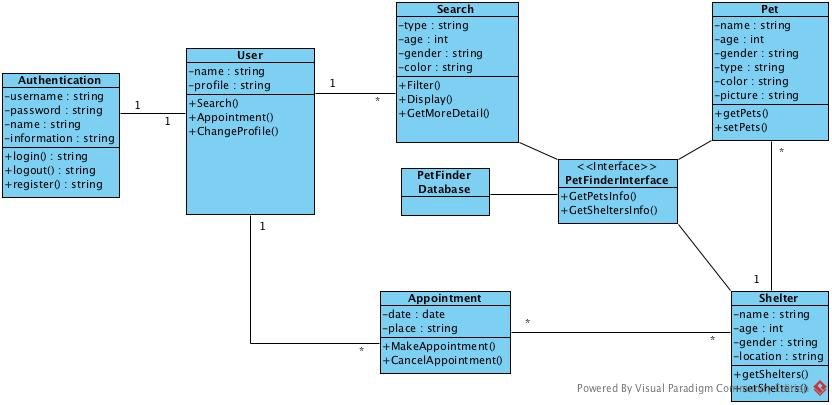 Authentication
-username : string
-password : string
-name : string
-information : string
+login() : string
+logout() : string
+register() : string
1
1
User
-name : string
-profile : string
+Search()
+Appointment()
+ChangeProfile()
1
*
Search
-type : string
-age : int
-gender : string
-color : string
+Filter()
+Display()
+GetMoreDetail()
PetFinder
Database
<<Interface>>
PetFinderInterface
+GetPetsInfo()
+GetSheltersInfo()
Pet
-name : string
-age : int
-gender : string
-type : string
-color : string
-picture : string
+getPets()
+setPets()
*
1
1
*
Appointment
-date : date
-place : string
+MakeAppointment()
+CancelAppointment()
*
*
Shelter
-name : string
-age : int
-gender : string
-location : string
+getShelters()
+setShelters()
Powered By Visual Paradigm Community Edition